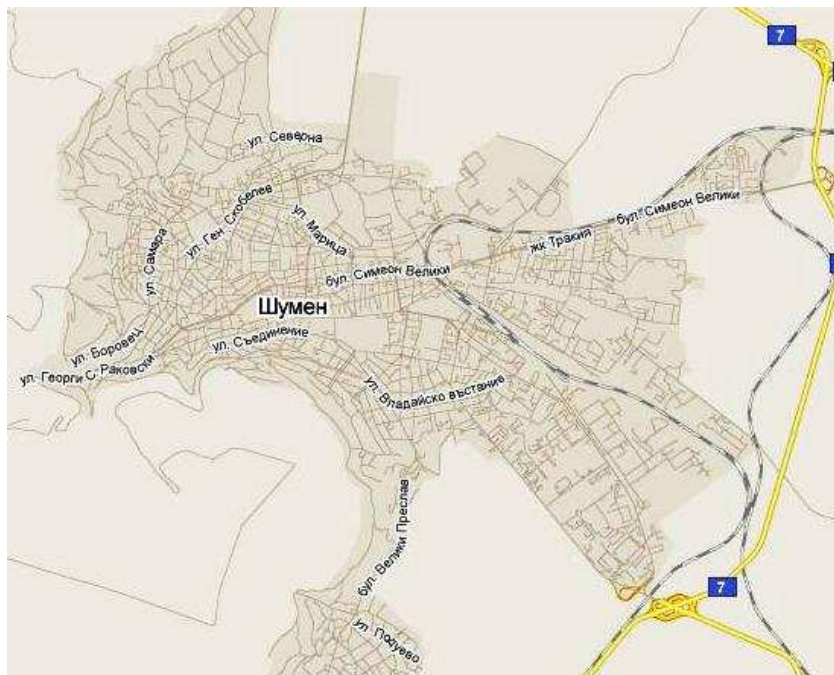 7
ул. Северна
ул. Ген. Скобелев
бул. Симеон Велики
ул. Марица
жк Тракия
ул. Самара
бул. Симеон Велики
Шумен
ул. Съединение
ул. Боровец
ул. Георги С. Раковски
ул. Владайско въстание
бул. Велики Преслав
7
ул. Подуево